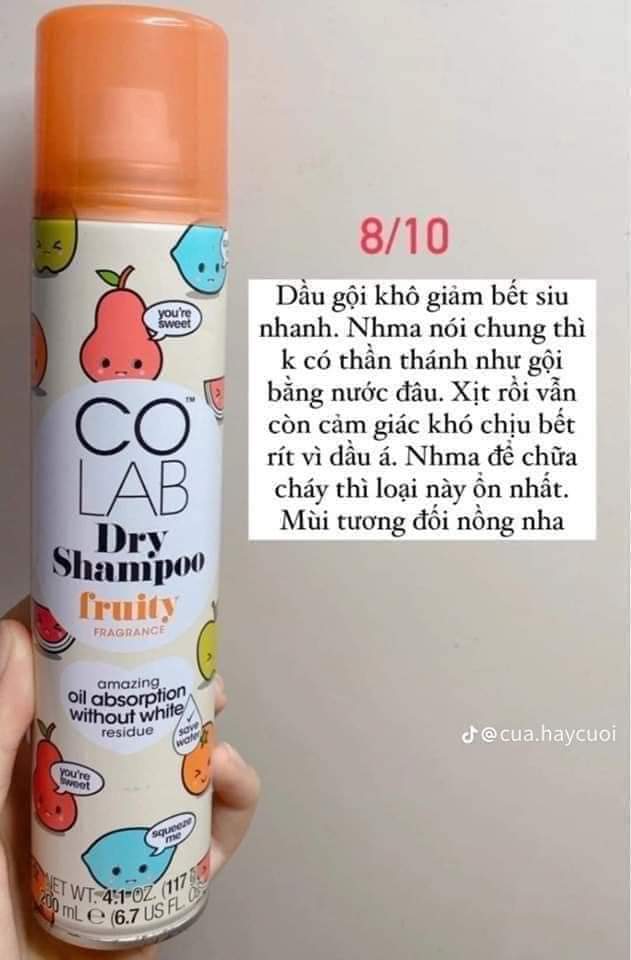 8/10
Dầu gội khô giảm bết siu
nhanh. Nhma nói chung thì
k có thần thánh như gội
bằng nước đâu. Xịt rồi vẫn
còn cảm giác khó chịu bết
rít vì dầu á. Nhma để chữa
cháy thì loại này ổn nhất.
Mùi tương đối nồng nha
@cua.haycuoi
you're
sweet
CO
LAB™
Dry
Shampoo
fruity
FRAGRANCE
amazing
oil absorption
without white
residue
save
water
you're
sweet
squeeze
me
NET WT. 4.1 OZ. (117
200 mL e (6.7 US FL.